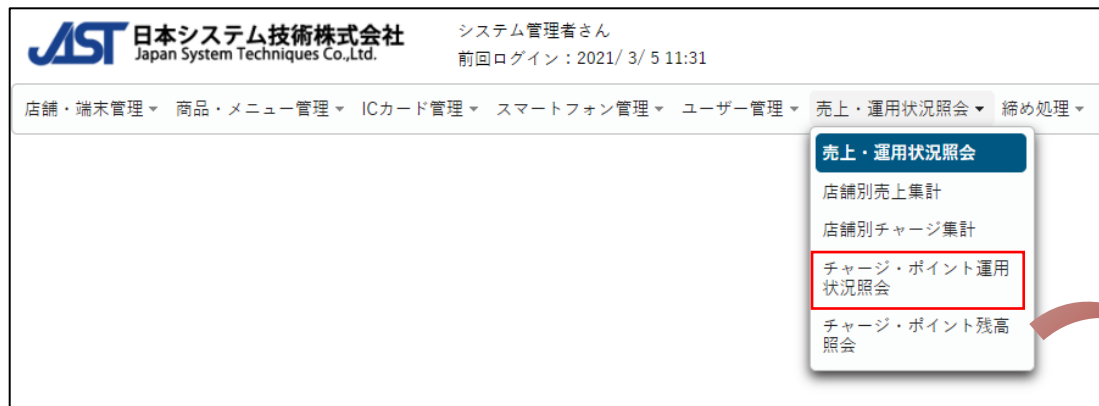 JAST 日本システム技術株式会社
Japan System Techniques Co.,Ltd.
システム管理者さん
前回ログイン：2021/ 3/ 5 11:31
店舗・端末管理 商品・メニュー管理 ICカード管理 スマートフォン管理 ユーザー管理 売上・運用状況照会 締め処理
売上・運用状況照会
店舗別売上集計
店舗別チャージ集計
チャージ・ポイント運用
状況照会
チャージ・ポイント残高
照会